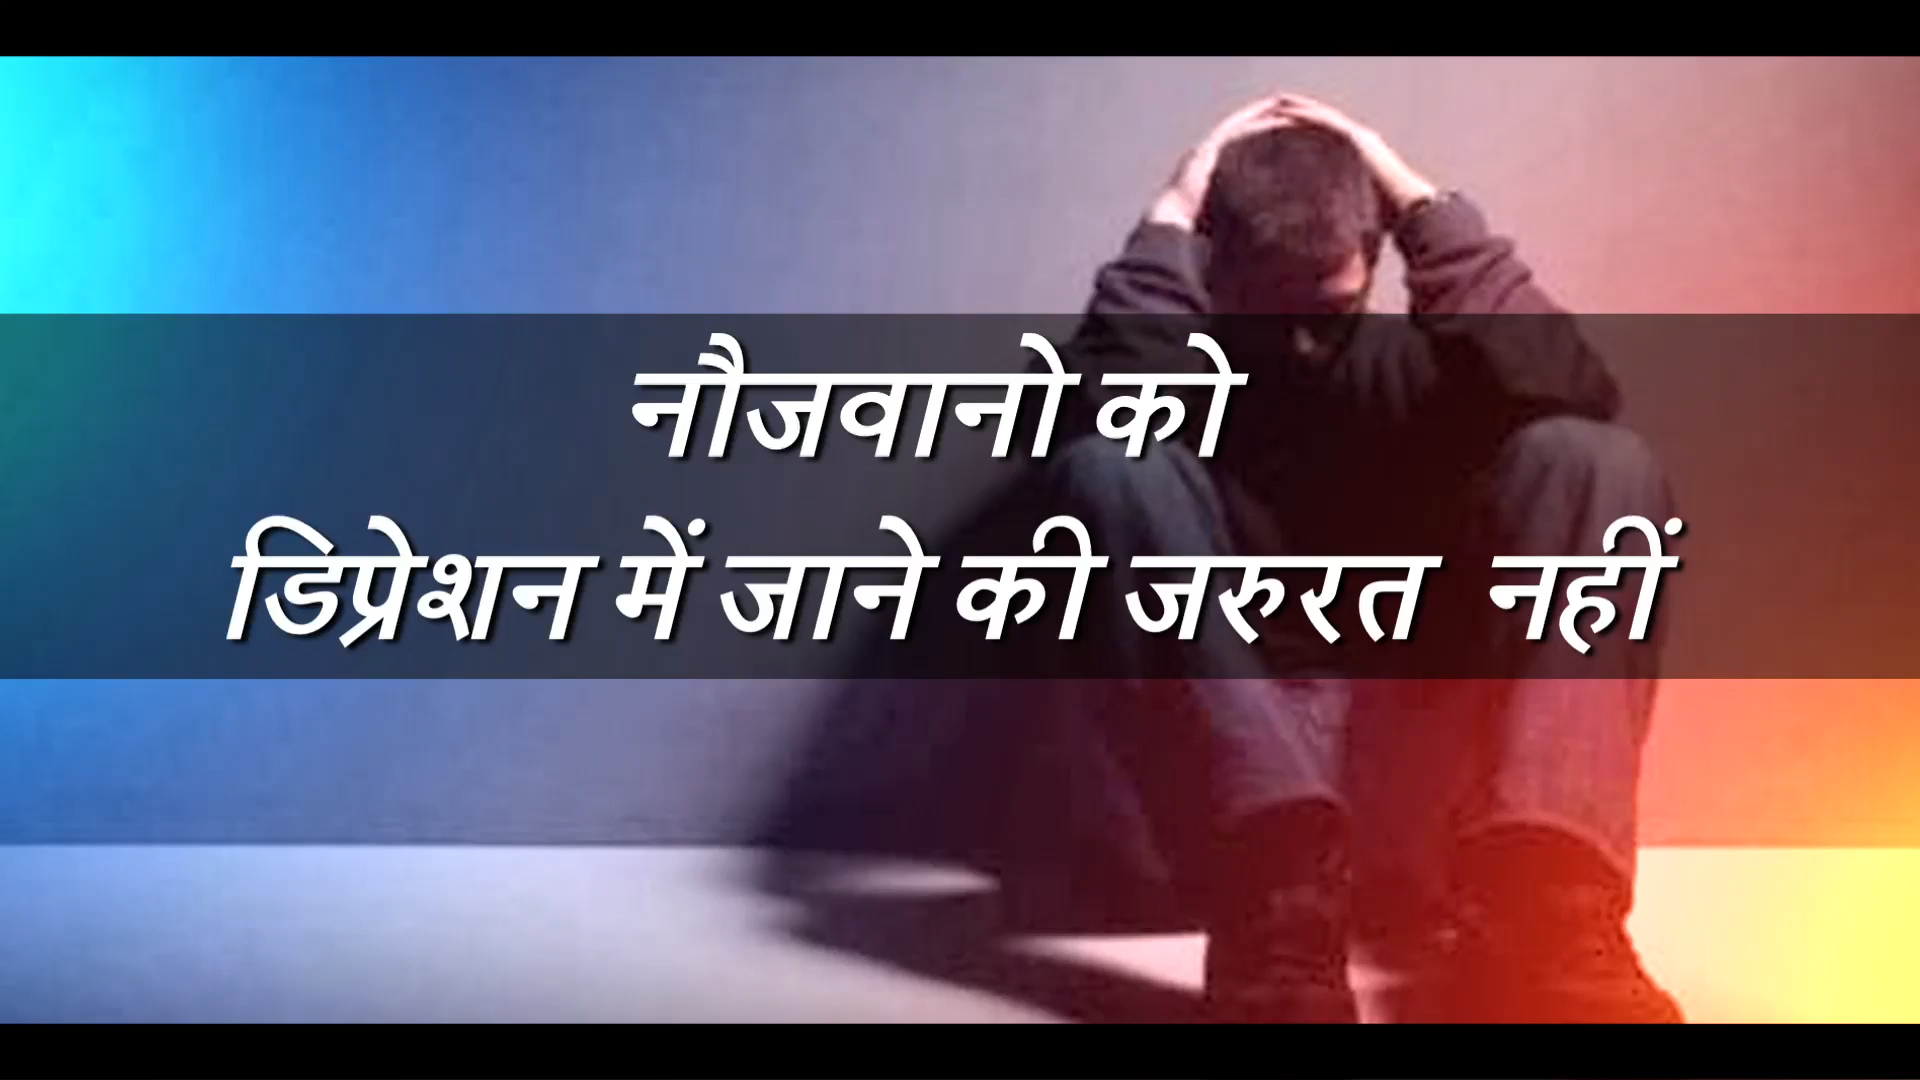 नौजवानो को
डिप्रेशन में जाने की जरुरत नहीं